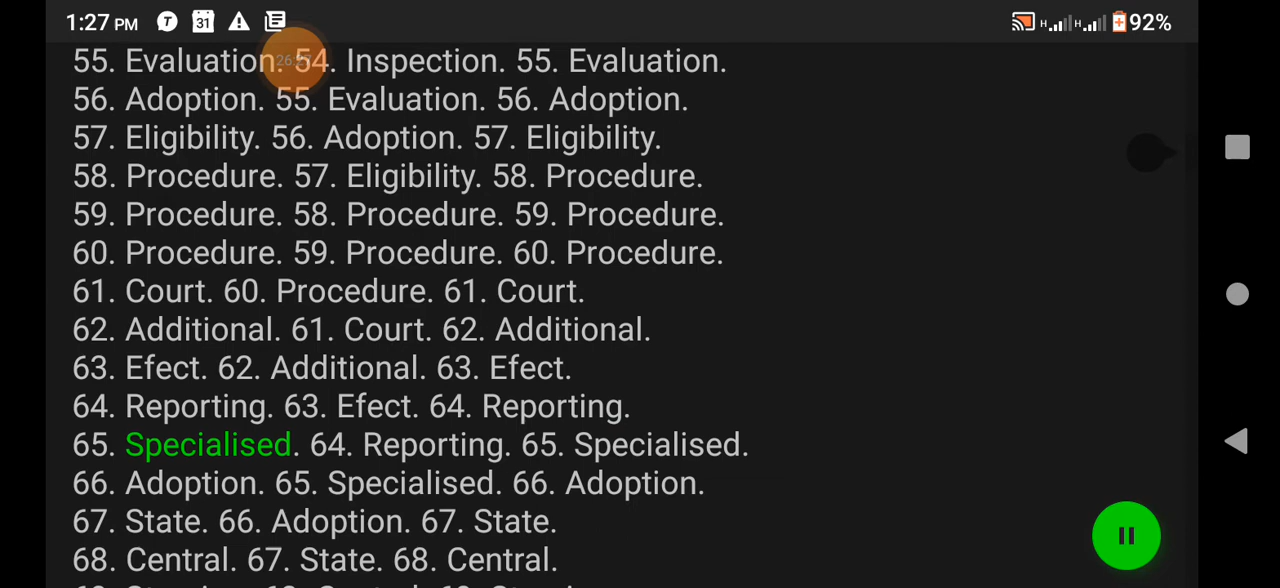 1:27 PM T 31 92%
55. Evaluation. 54. Inspection. 55. Evaluation.
56. Adoption. 55. Evaluation. 56. Adoption.
57. Eligibility. 56. Adoption. 57. Eligibility.
58. Procedure. 57. Eligibility. 58. Procedure.
59. Procedure. 58. Procedure. 59. Procedure.
60. Procedure. 59. Procedure. 60. Procedure.
61. Court. 60. Procedure. 61. Court.
62. Additional. 61. Court. 62. Additional.
63. Efect. 62. Additional. 63. Efect.
64. Reporting. 63. Efect. 64. Reporting.
65. Specialised. 64. Reporting. 65. Specialised.
66. Adoption. 65. Specialised. 66. Adoption.
67. State. 66. Adoption. 67. State.
68. Central. 67. State. 68. Central.